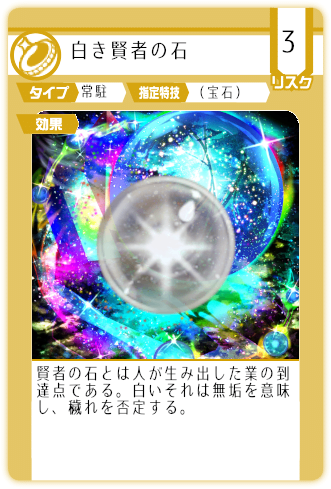 白き賢者の石
3
リスク
タイプ 常駐 指定特技 （宝石）
効果
賢者の石とは人が生み出した業の到
達点である。白いそれは無垢を意味
し、穢れを否定する。